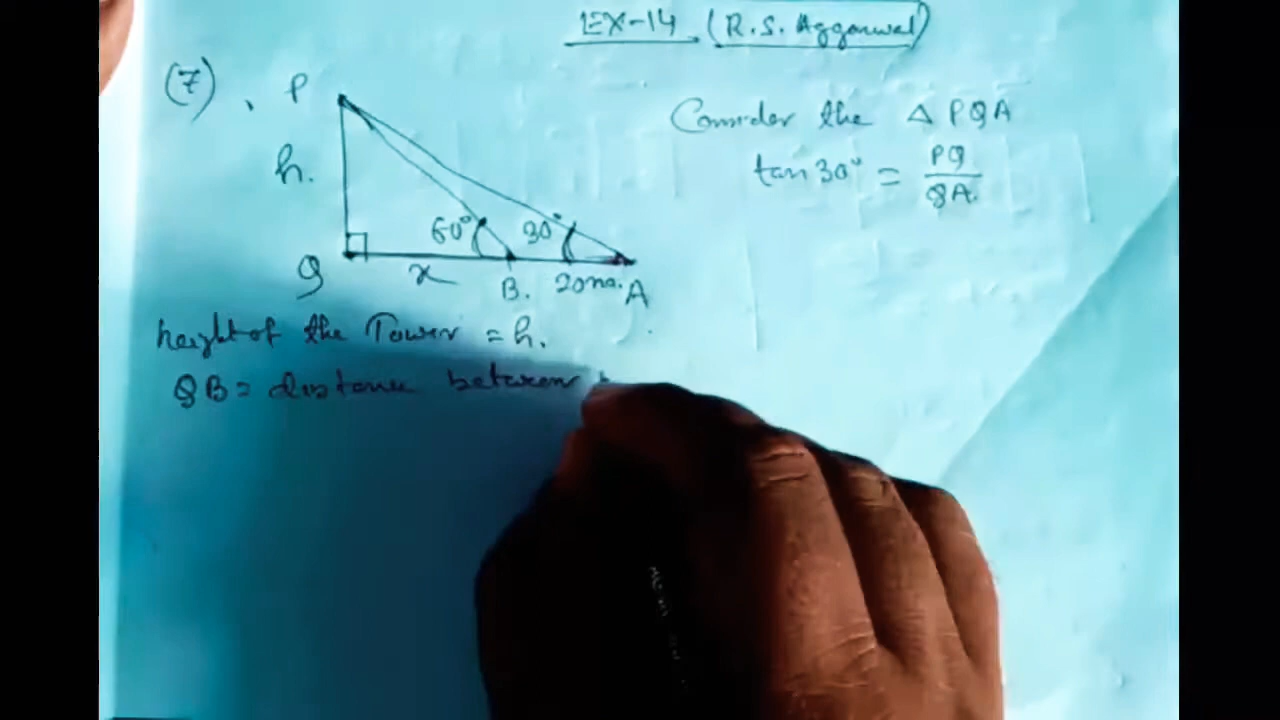 EX-14 (R.S. Aggarwal)
(7).
P
h.
60° 30°
Q x B. 20m. A
height of the Tower = h.
QB = distance between
Consider the Δ PQA
tan 30° = PQ / QA.